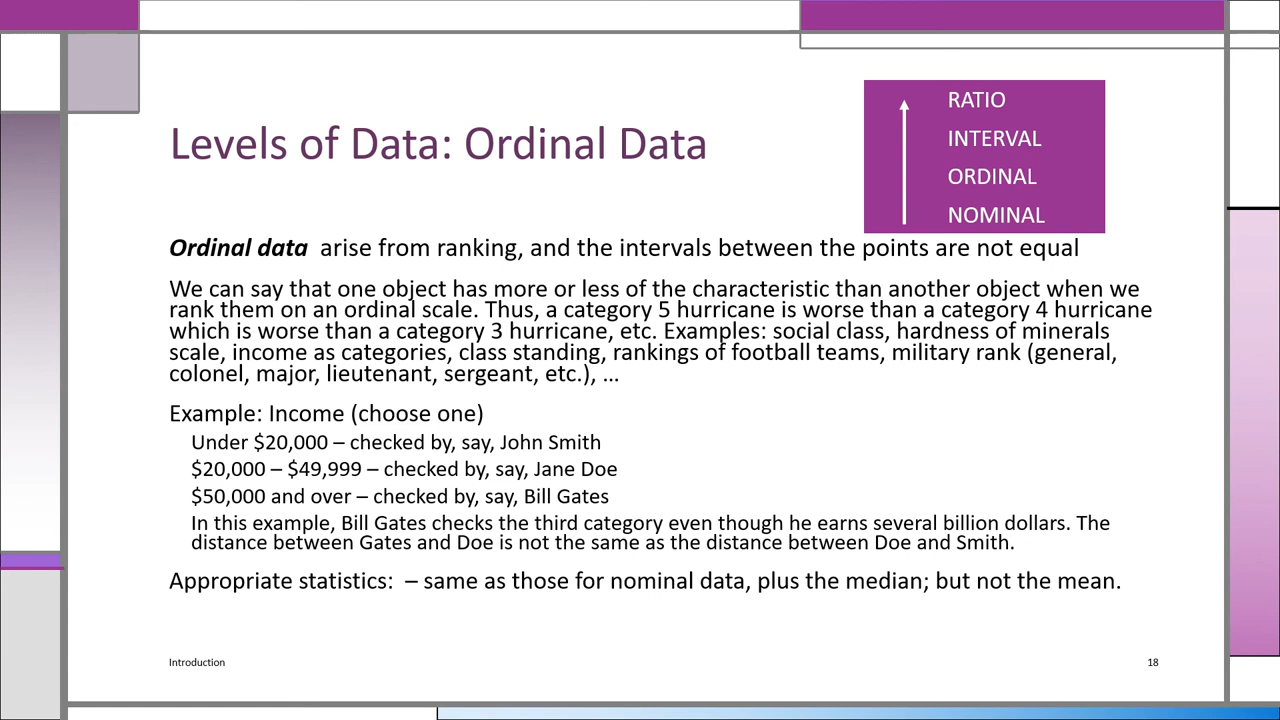 RATIO
INTERVAL
ORDINAL
NOMINAL
Levels of Data: Ordinal Data
Ordinal data arise from ranking, and the intervals between the points are not equal
We can say that one object has more or less of the characteristic than another object when we
rank them on an ordinal scale. Thus, a category 5 hurricane is worse than a category 4 hurricane
which is worse than a category 3 hurricane, etc. Examples: social class, hardness of minerals
scale, income as categories, class standing, rankings of football teams, military rank (general,
colonel, major, lieutenant, sergeant, etc.), …
Example: Income (choose one)
Under $20,000 – checked by, say, John Smith
$20,000 – $49,999 – checked by, say, Jane Doe
$50,000 and over – checked by, say, Bill Gates
In this example, Bill Gates checks the third category even though he earns several billion dollars. The
distance between Gates and Doe is not the same as the distance between Doe and Smith.
Appropriate statistics: – same as those for nominal data, plus the median; but not the mean.
Introduction
18